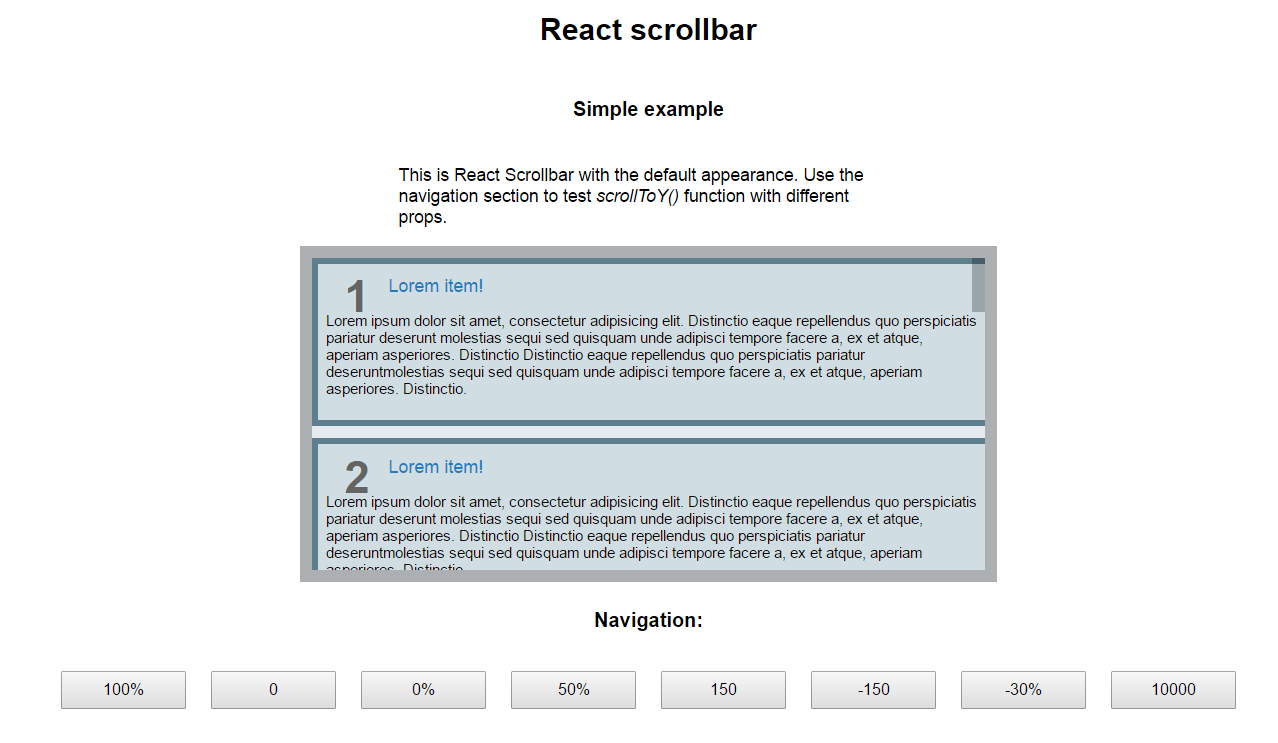 React scrollbar
Simple example
This is React Scrollbar with the default appearance. Use the
navigation section to test scrollToY() function with different
props.
1 Lorem item!
Lorem ipsum dolor sit amet, consectetur adipisicing elit. Distinctio eaque repellendus quo perspiciatis
pariatur deserunt molestias sequi sed quisquam unde adipisci tempore facere a, ex et atque,
aperiam asperiores. Distinctio Distinctio eaque repellendus quo perspiciatis pariatur
deseruntmolestias sequi sed quisquam unde adipisci tempore facere a, ex et atque, aperiam
asperiores. Distinctio.
2 Lorem item!
Lorem ipsum dolor sit amet, consectetur adipisicing elit. Distinctio eaque repellendus quo perspiciatis
pariatur deserunt molestias sequi sed quisquam unde adipisci tempore facere a, ex et atque,
aperiam asperiores. Distinctio Distinctio eaque repellendus quo perspiciatis pariatur
deseruntmolestias sequi sed quisquam unde adipisci tempore facere a, ex et atque, aperiam
asperiores. Distinctio.
Navigation:
100% 0 0% 50% 150 -150 -30% 10000